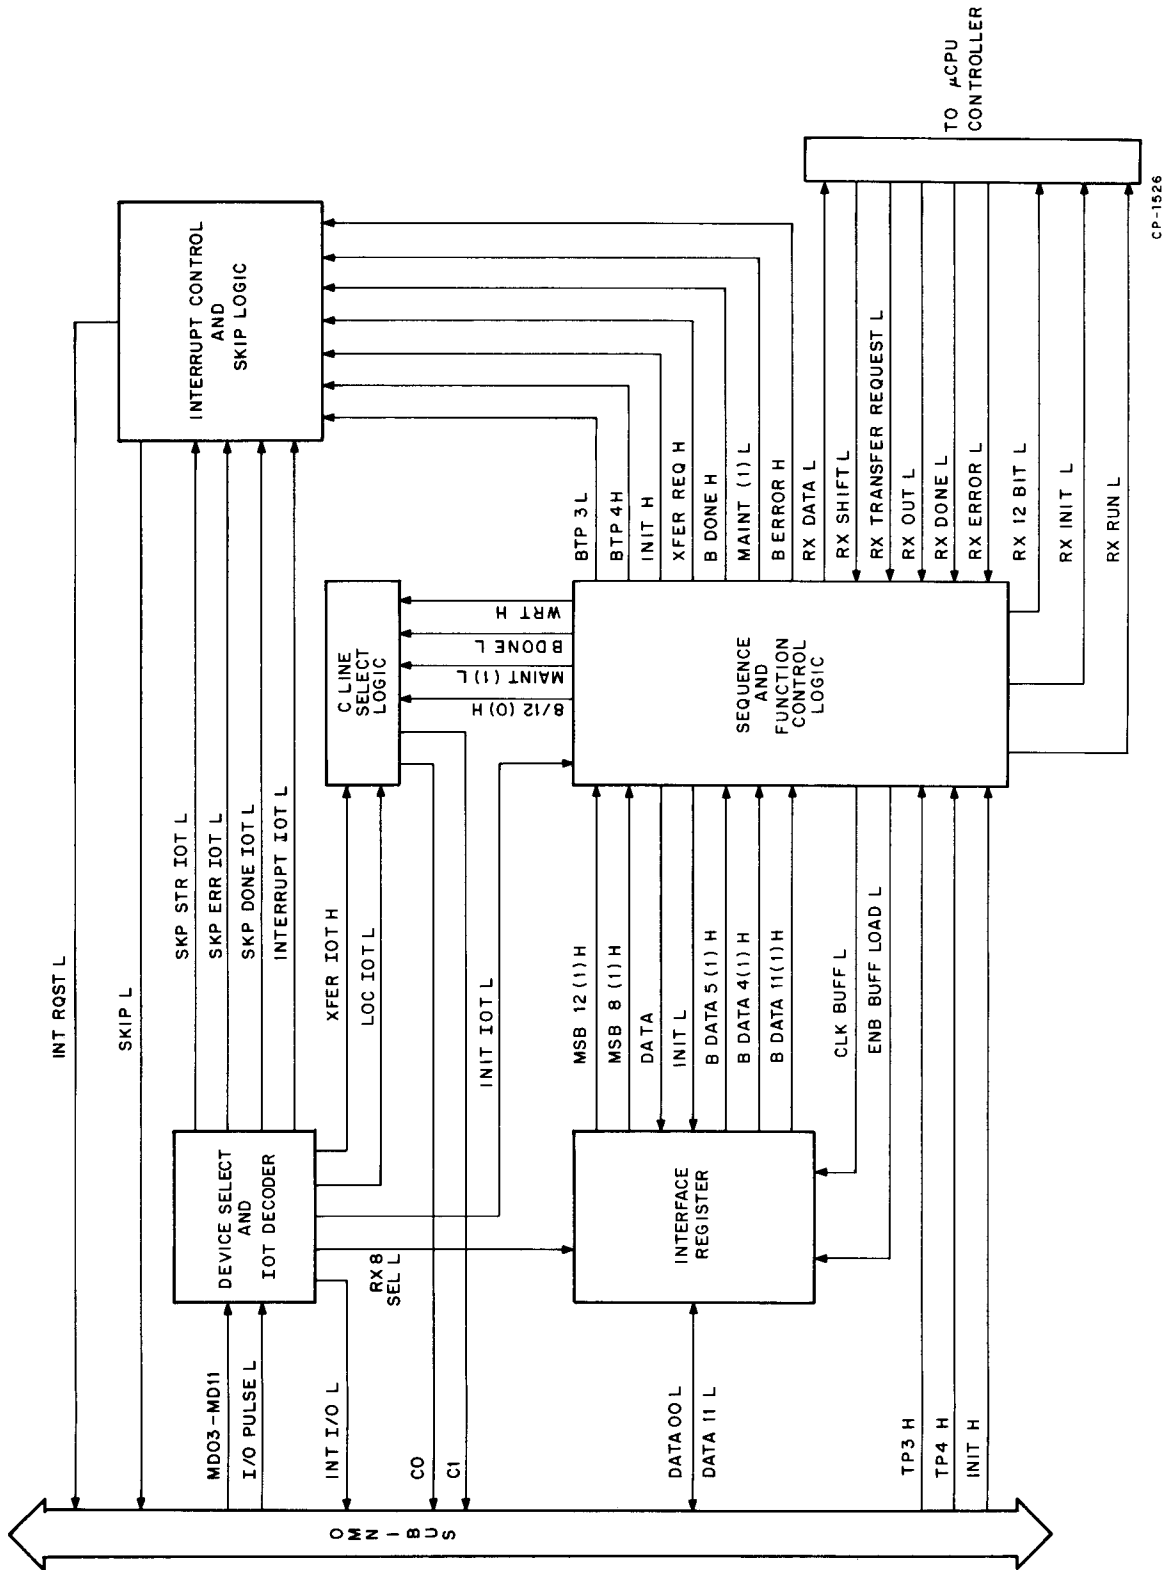 INT RQST L
SKIP L
MD03-MD11
I/O PULSE L
INT I/O L
C0
C1
DATA 00 L
DATA 11 L
TP3 H
TP4 H
INIT H
OMNIBUS
DEVICE SELECT
AND
IOT DECODER
RX8
SEL L
INTERFACE
REGISTER
SKP STR IOT L
SKP ERR IOT L
SKP DONE IOT L
INTERRUPT IOT L
XFER IOT H
LOC IOT L
INIT IOT L
MSB 12 (1) H
MSB 8 (1) H
DATA
INIT L
B DATA 5 (1) H
B DATA 4 (1) H
B DATA 11 (1) H
CLK BUFF L
ENB BUFF LOAD L
C LINE
SELECT
LOGIC
8/12 (0) H
MAINT (1) L
B DONE L
WRT H
SEQUENCE
AND
FUNCTION
CONTROL
LOGIC
INTERRUPT CONTROL
AND
SKIP LOGIC
BTP 3 L
BTP 4 H
INIT H
XFER REQ H
B DONE H
MAINT (1) L
B ERROR H
RX DATA L
RX SHIFT L
RX TRANSFER REQUEST L
RX OUT L
RX DONE L
RX ERROR L
RX 12 BIT L
RX INIT L
RX RUN L
TO μCPU
CONTROLLER
CP-1526